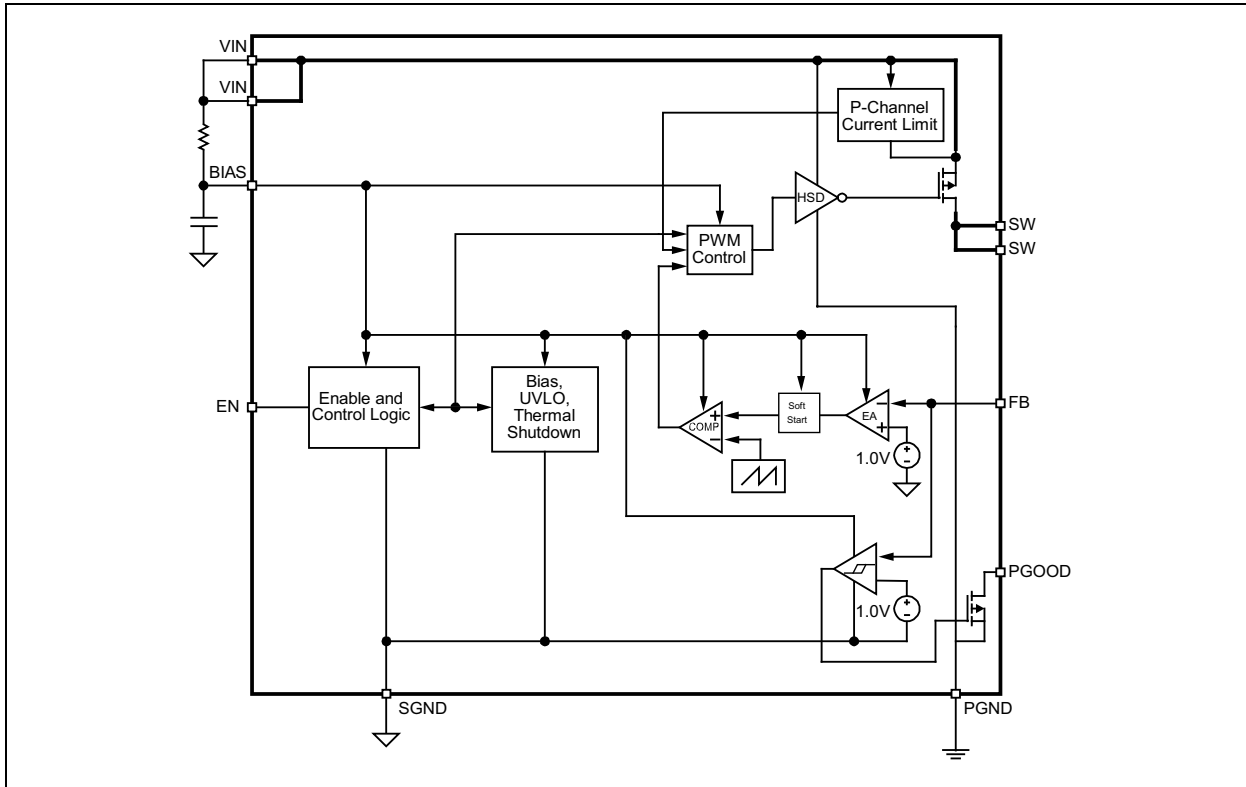 VIN
VIN
P-Channel
Current Limit
BIAS
HSD
SW
SW
PWM
Control
EN
Enable and
Control Logic
Bias,
UVLO,
Thermal
Shutdown
+
COMP
−
Soft
Start
−
EA
+
FB
1.0V
+
−
PGOOD
1.0V
+
−
SGND
PGND